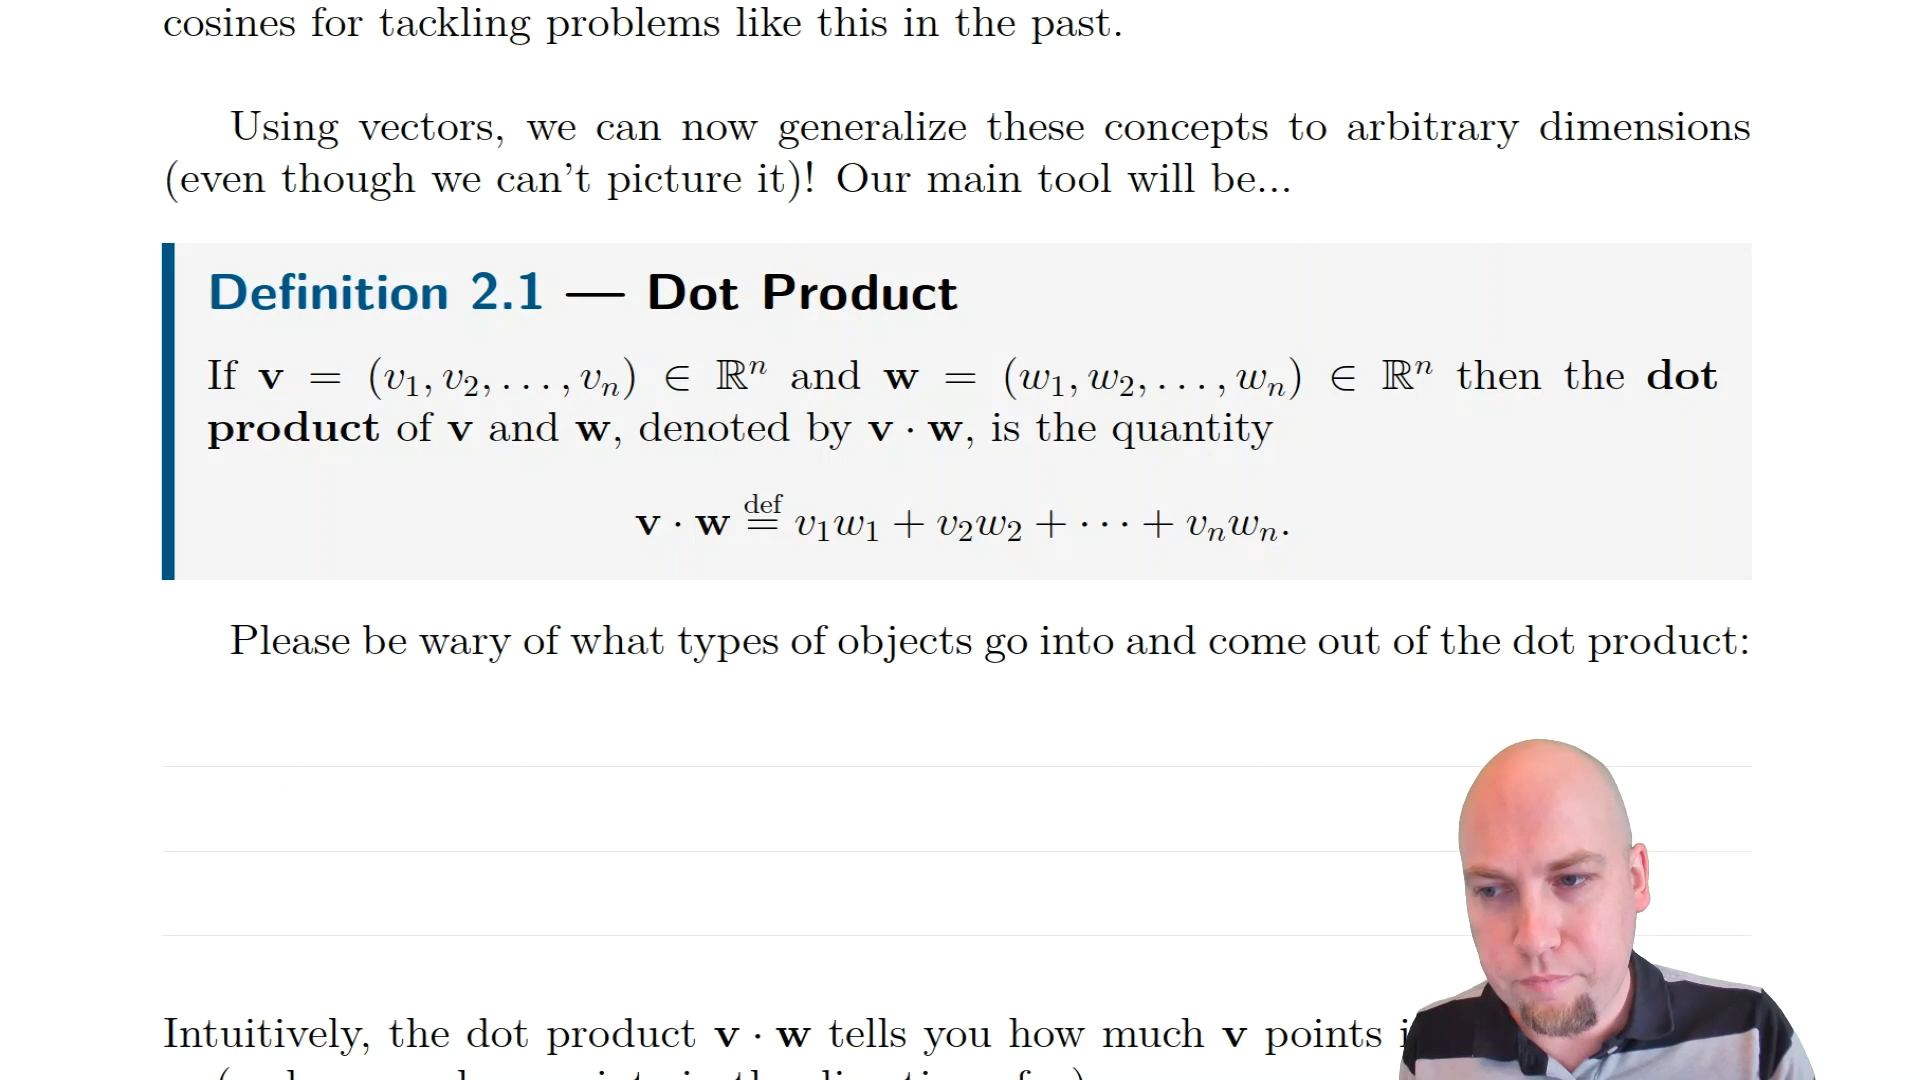 cosines for tackling problems like this in the past.
Using vectors, we can now generalize these concepts to arbitrary dimensions
(even though we can't picture it)! Our main tool will be...
Definition 2.1 — Dot Product
If v = (v₁, v₂, . . . , vₙ) ∈ ℝⁿ and w = (w₁, w₂, . . . , wₙ) ∈ ℝⁿ then the dot
product of v and w, denoted by v · w, is the quantity
v · w ≝ v₁w₁ + v₂w₂ + · · · + vₙwₙ.
Please be wary of what types of objects go into and come out of the dot product:
Intuitively, the dot product v · w tells you how much v points